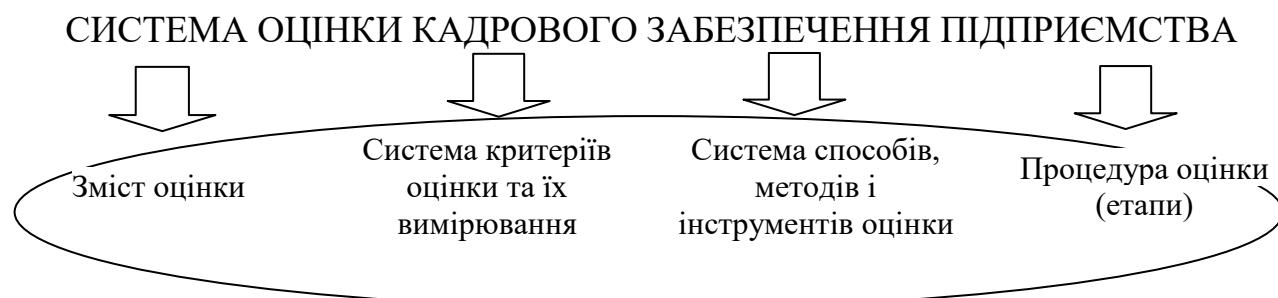 СИСТЕМА ОЦІНКИ КАДРОВОГО ЗАБЕЗПЕЧЕННЯ ПІДПРИЄМСТВА
Зміст оцінки
Система критеріїв
оцінки та їх
вимірювання
Система способів,
методів і
інструментів оцінки
Процедура оцінки
(етапи)